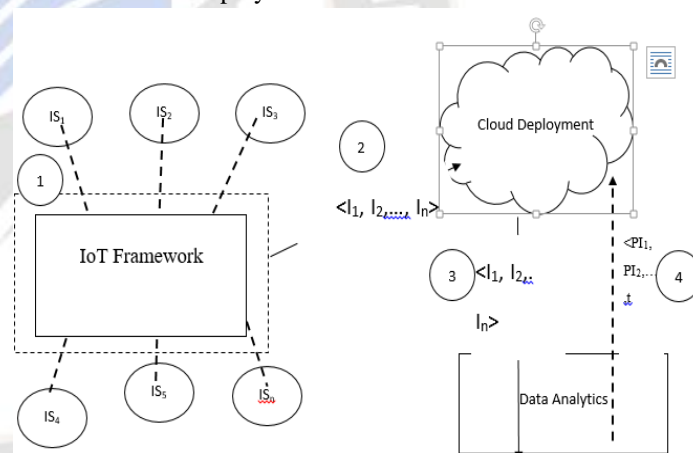 IS1
IS2
IS3
1
2
Cloud Deployment
<I1, I2,...., In>
IoT Framework
3
<I1, I2,..
In>
<PI1,
PI2,...
t
4
IS4
IS5
ISn
Data Analytics